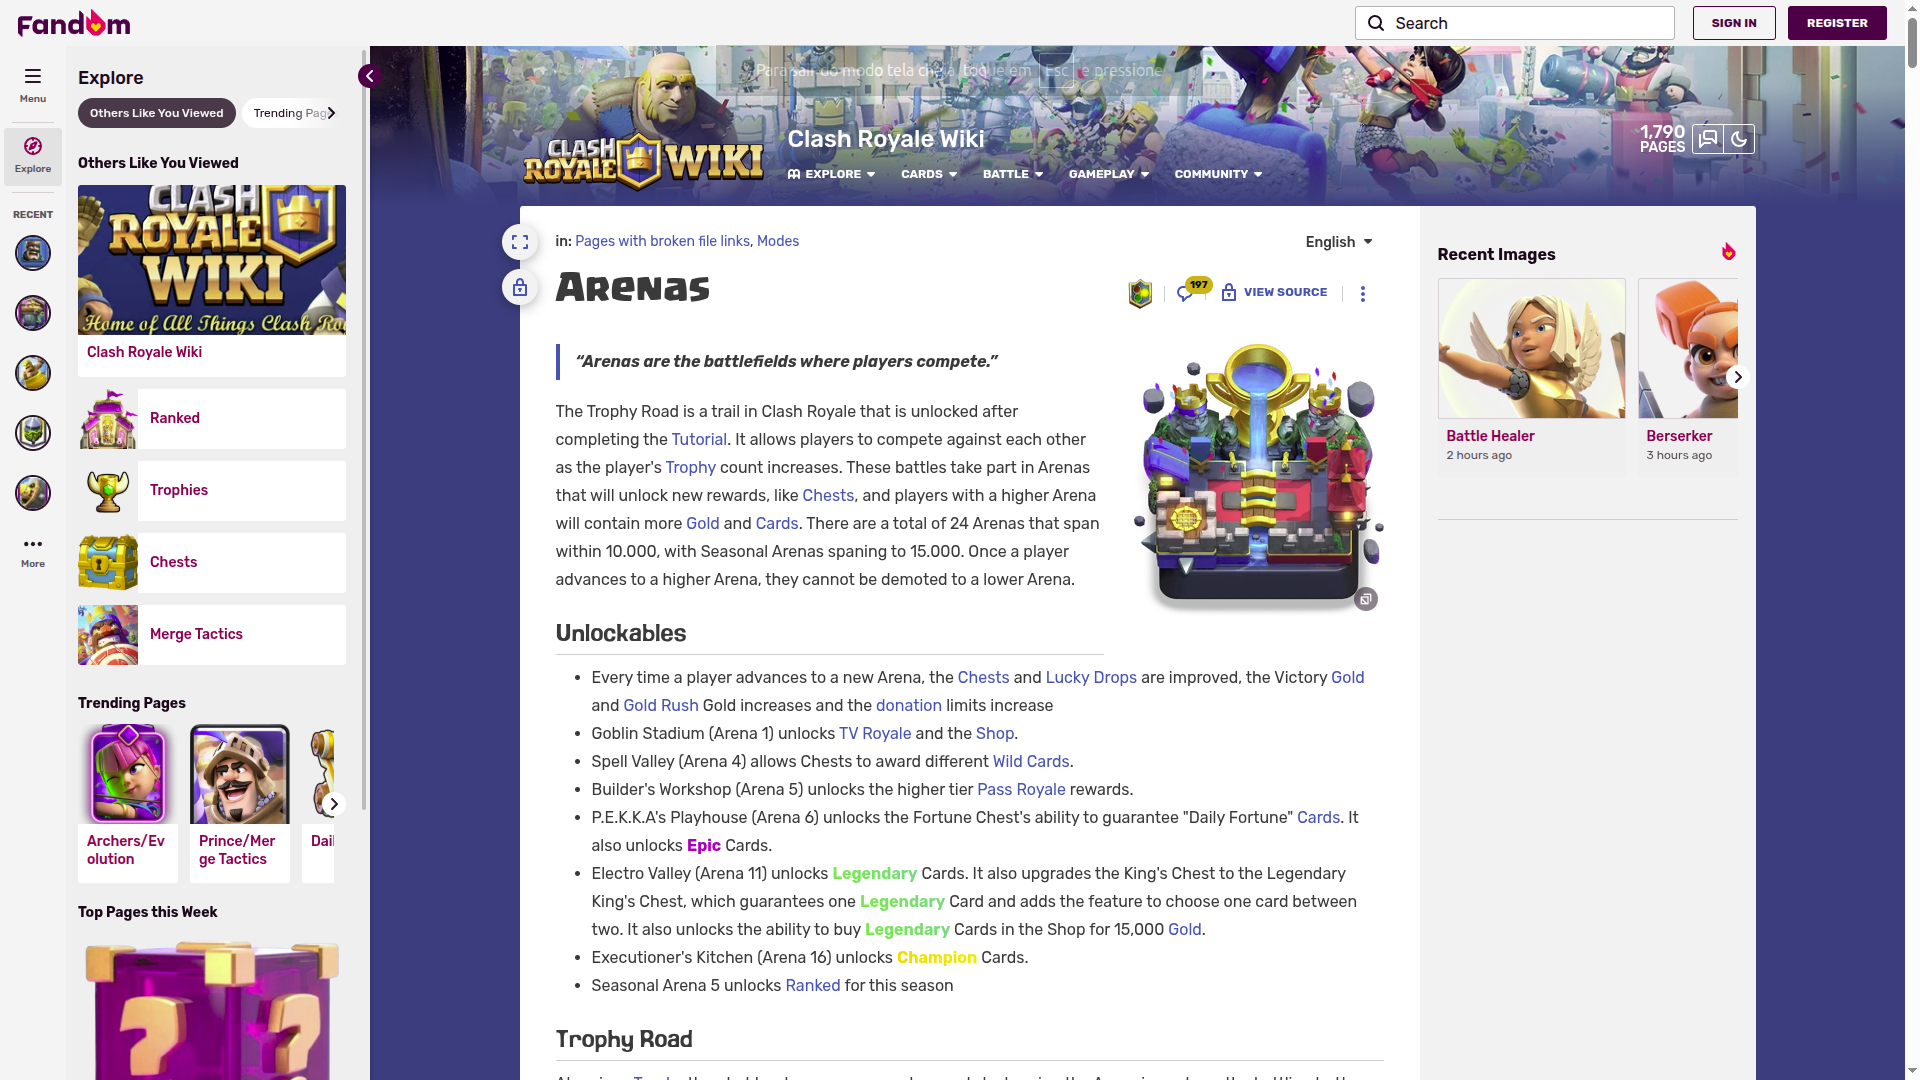 Fandom
Search
SIGN IN
REGISTER
Menu
Explore
RECENT
More
Explore
Others Like You Viewed
Trending Pag
Others Like You Viewed
CLASH
ROYALE
WIKI
Home of All Things Clash Ro
Clash Royale Wiki
Ranked
Trophies
Chests
Merge Tactics
Trending Pages
Archers/Ev
olution
Prince/Mer
ge Tactics
Dail
Top Pages this Week
Para sair do modo tela cheia, toque em Esc e pressione
CLASH
ROYALE WIKI
Clash Royale Wiki
EXPLORE CARDS BATTLE GAMEPLAY COMMUNITY
1,790
PAGES
in: Pages with broken file links, Modes
English
Arenas
197
VIEW SOURCE
“Arenas are the battlefields where players compete.”
The Trophy Road is a trail in Clash Royale that is unlocked after
completing the Tutorial. It allows players to compete against each other
as the player's Trophy count increases. These battles take part in Arenas
that will unlock new rewards, like Chests, and players with a higher Arena
will contain more Gold and Cards. There are a total of 24 Arenas that span
within 10.000, with Seasonal Arenas spaning to 15.000. Once a player
advances to a higher Arena, they cannot be demoted to a lower Arena.
Unlockables
• Every time a player advances to a new Arena, the Chests and Lucky Drops are improved, the Victory Gold
and Gold Rush Gold increases and the donation limits increase
• Goblin Stadium (Arena 1) unlocks TV Royale and the Shop.
• Spell Valley (Arena 4) allows Chests to award different Wild Cards.
• Builder's Workshop (Arena 5) unlocks the higher tier Pass Royale rewards.
• P.E.K.K.A's Playhouse (Arena 6) unlocks the Fortune Chest's ability to guarantee "Daily Fortune" Cards. It
also unlocks Epic Cards.
• Electro Valley (Arena 11) unlocks Legendary Cards. It also upgrades the King's Chest to the Legendary
King's Chest, which guarantees one Legendary Card and adds the feature to choose one card between
two. It also unlocks the ability to buy Legendary Cards in the Shop for 15,000 Gold.
• Executioner's Kitchen (Arena 16) unlocks Champion Cards.
• Seasonal Arena 5 unlocks Ranked for this season
Trophy Road
Recent Images
Battle Healer
2 hours ago
Berserker
3 hours ago